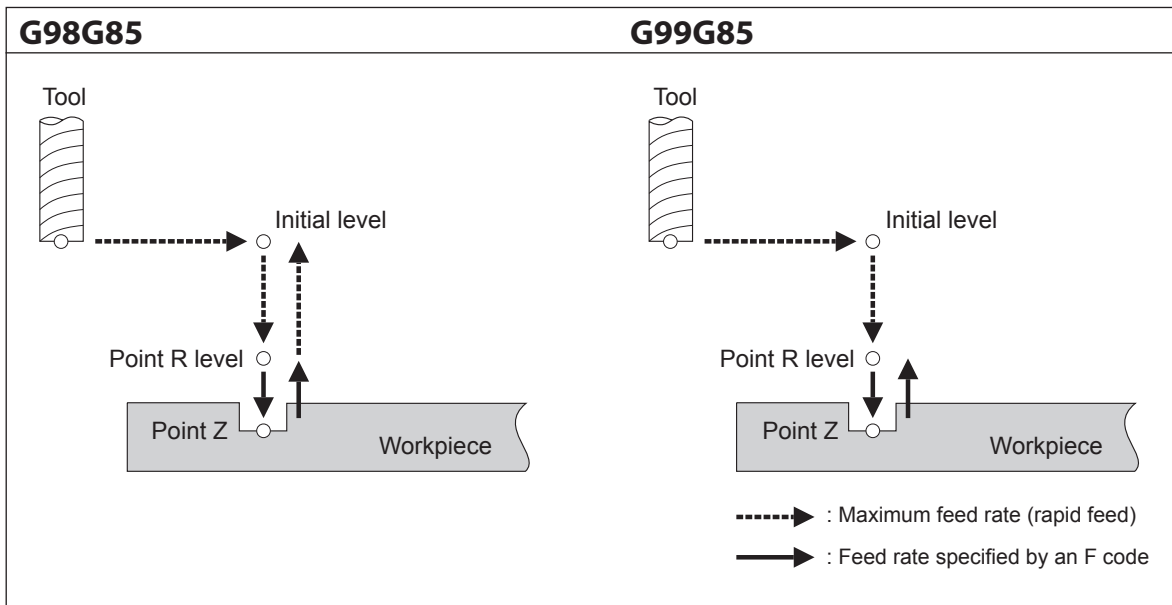 G98G85
G99G85
Tool
Initial level
Point R level
Point Z
Workpiece
Tool
Initial level
Point R level
Point Z
Workpiece
: Maximum feed rate (rapid feed)
: Feed rate specified by an F code